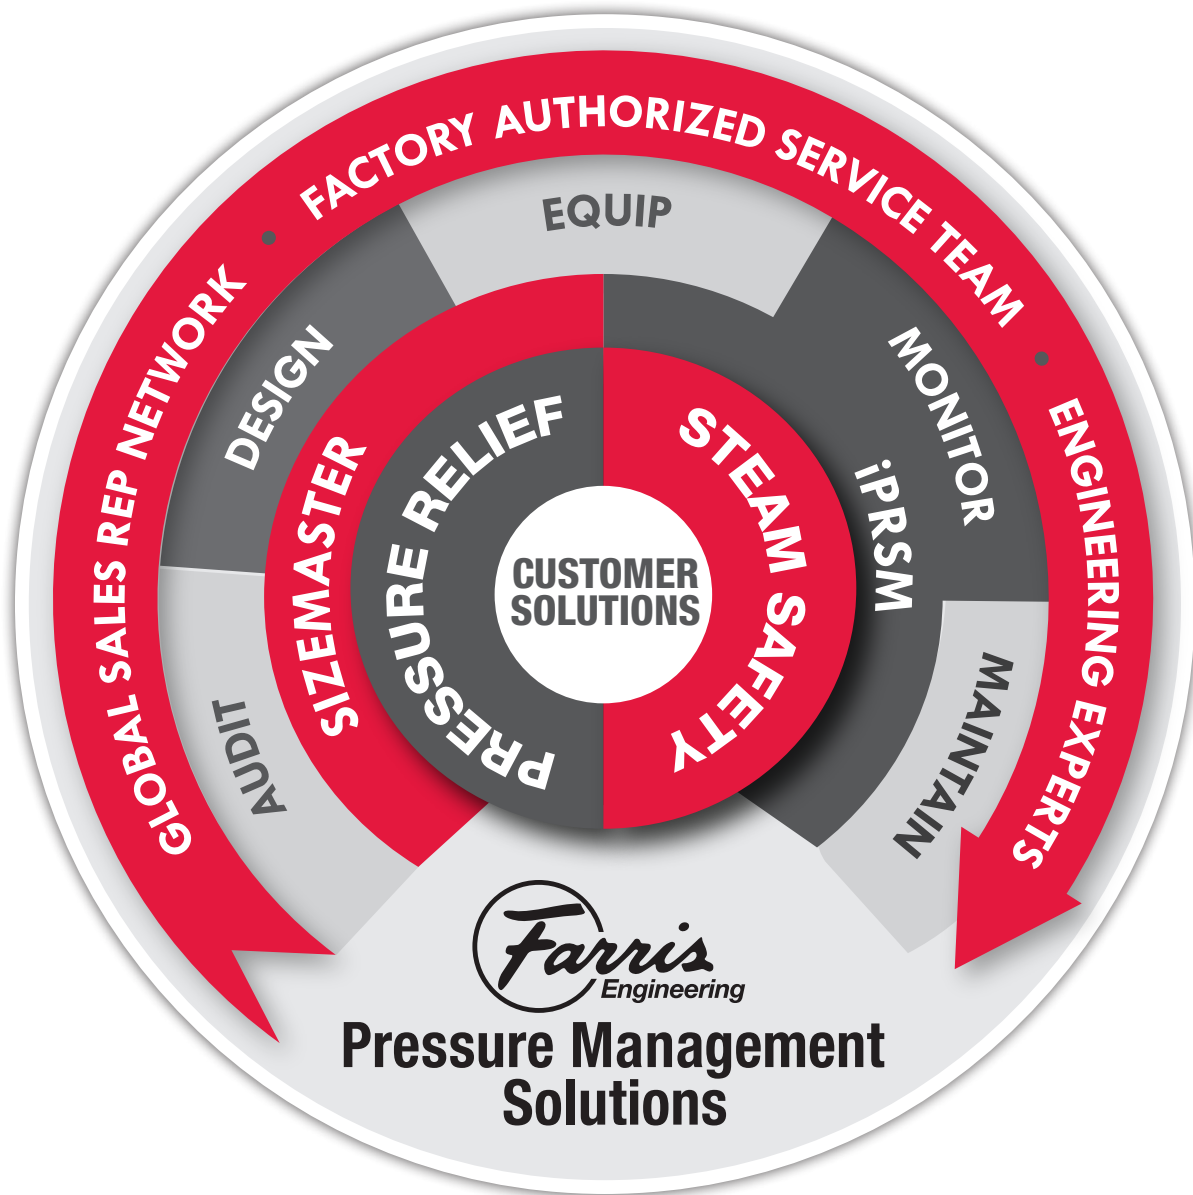 GLOBAL SALES REP NETWORK • FACTORY AUTHORIZED SERVICE TEAM • ENGINEERING EXPERTS
AUDIT
DESIGN
EQUIP
MONITOR
MAINTAIN
SIZEMASTER
iPRSM
PRESSURE RELIEF
STEAM SAFETY
CUSTOMER
SOLUTIONS
Farris
Engineering
Pressure Management
Solutions